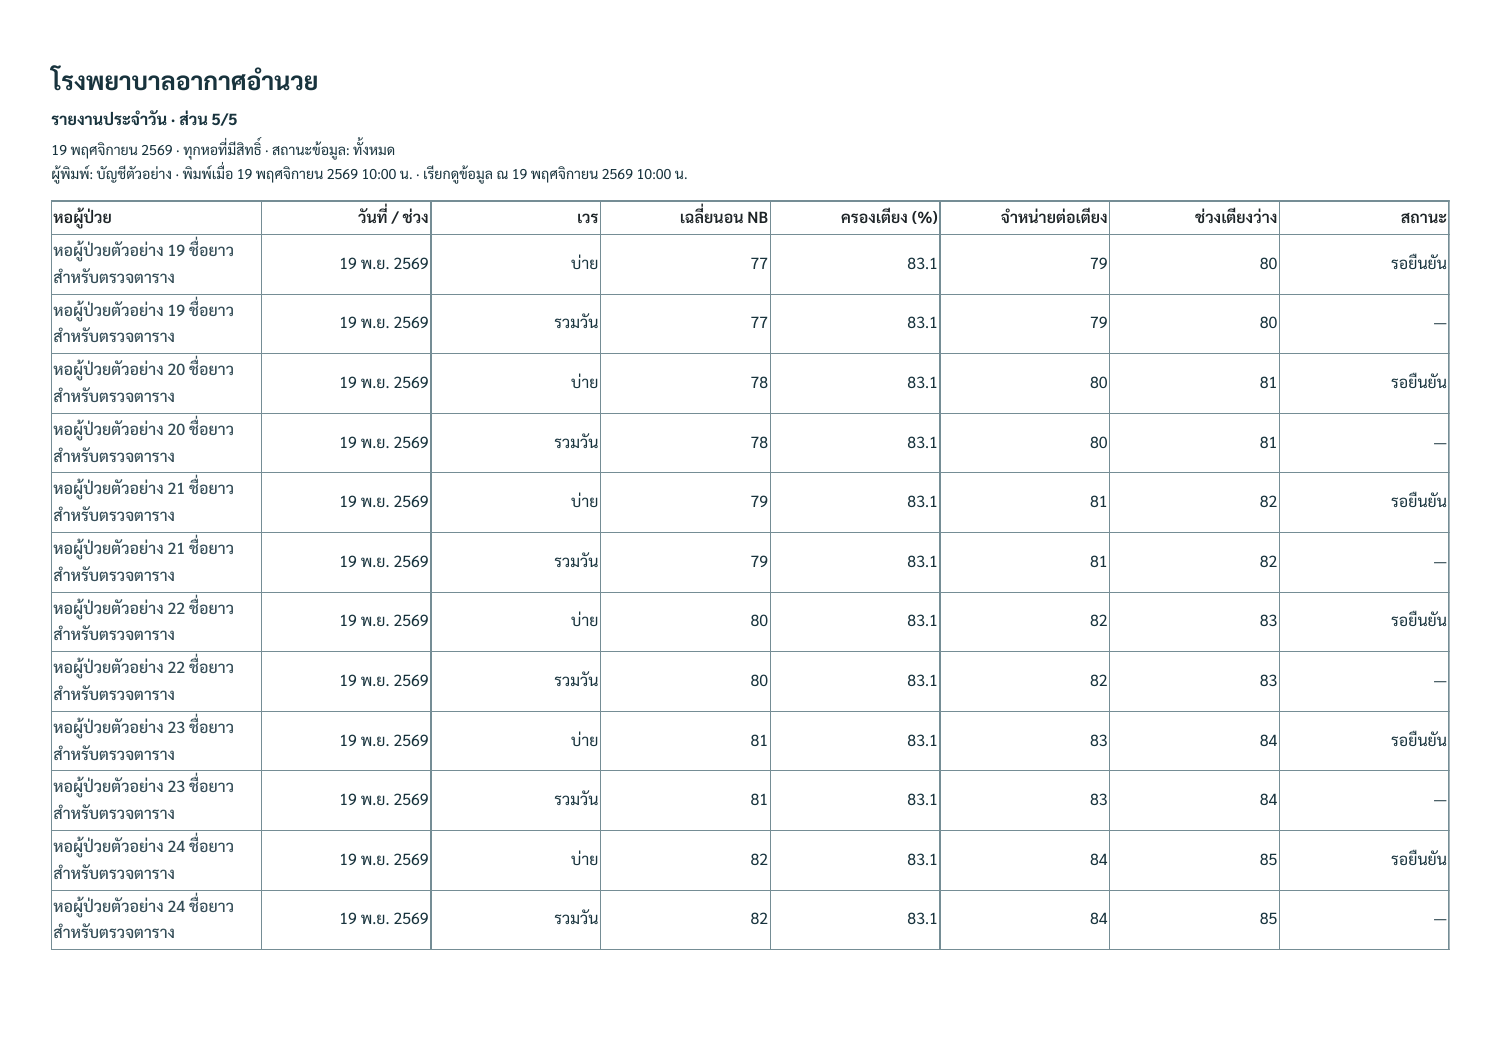 โรงพยาบาลอากาศอำนวย
รายงานประจำวัน · ส่วน 5/5
19 พฤศจิกายน 2569 · ทุกหอที่มีสิทธิ์ · สถานะข้อมูล: ทั้งหมด
ผู้พิมพ์: บัญชีตัวอย่าง · พิมพ์เมื่อ 19 พฤศจิกายน 2569 10:00 น. · เรียกดูข้อมูล ณ 19 พฤศจิกายน 2569 10:00 น.
หอผู้ป่วย วันที่ / ช่วง เวร เฉลี่ยนอน NB ครองเตียง (%) จำหน่ายต่อเตียง ช่วงเตียงว่าง สถานะ
หอผู้ป่วยตัวอย่าง 19 ชื่อยาว
สำหรับตรวจตาราง 19 พ.ย. 2569 บ่าย 77 83.1 79 80 รอยืนยัน
หอผู้ป่วยตัวอย่าง 19 ชื่อยาว
สำหรับตรวจตาราง 19 พ.ย. 2569 รวมวัน 77 83.1 79 80 —
หอผู้ป่วยตัวอย่าง 20 ชื่อยาว
สำหรับตรวจตาราง 19 พ.ย. 2569 บ่าย 78 83.1 80 81 รอยืนยัน
หอผู้ป่วยตัวอย่าง 20 ชื่อยาว
สำหรับตรวจตาราง 19 พ.ย. 2569 รวมวัน 78 83.1 80 81 —
หอผู้ป่วยตัวอย่าง 21 ชื่อยาว
สำหรับตรวจตาราง 19 พ.ย. 2569 บ่าย 79 83.1 81 82 รอยืนยัน
หอผู้ป่วยตัวอย่าง 21 ชื่อยาว
สำหรับตรวจตาราง 19 พ.ย. 2569 รวมวัน 79 83.1 81 82 —
หอผู้ป่วยตัวอย่าง 22 ชื่อยาว
สำหรับตรวจตาราง 19 พ.ย. 2569 บ่าย 80 83.1 82 83 รอยืนยัน
หอผู้ป่วยตัวอย่าง 22 ชื่อยาว
สำหรับตรวจตาราง 19 พ.ย. 2569 รวมวัน 80 83.1 82 83 —
หอผู้ป่วยตัวอย่าง 23 ชื่อยาว
สำหรับตรวจตาราง 19 พ.ย. 2569 บ่าย 81 83.1 83 84 รอยืนยัน
หอผู้ป่วยตัวอย่าง 23 ชื่อยาว
สำหรับตรวจตาราง 19 พ.ย. 2569 รวมวัน 81 83.1 83 84 —
หอผู้ป่วยตัวอย่าง 24 ชื่อยาว
สำหรับตรวจตาราง 19 พ.ย. 2569 บ่าย 82 83.1 84 85 รอยืนยัน
หอผู้ป่วยตัวอย่าง 24 ชื่อยาว
สำหรับตรวจตาราง 19 พ.ย. 2569 รวมวัน 82 83.1 84 85 —